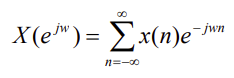 X(e^{jw}) = \sum_{n=-\infty}^{\infty} x(n)e^{-jwn}